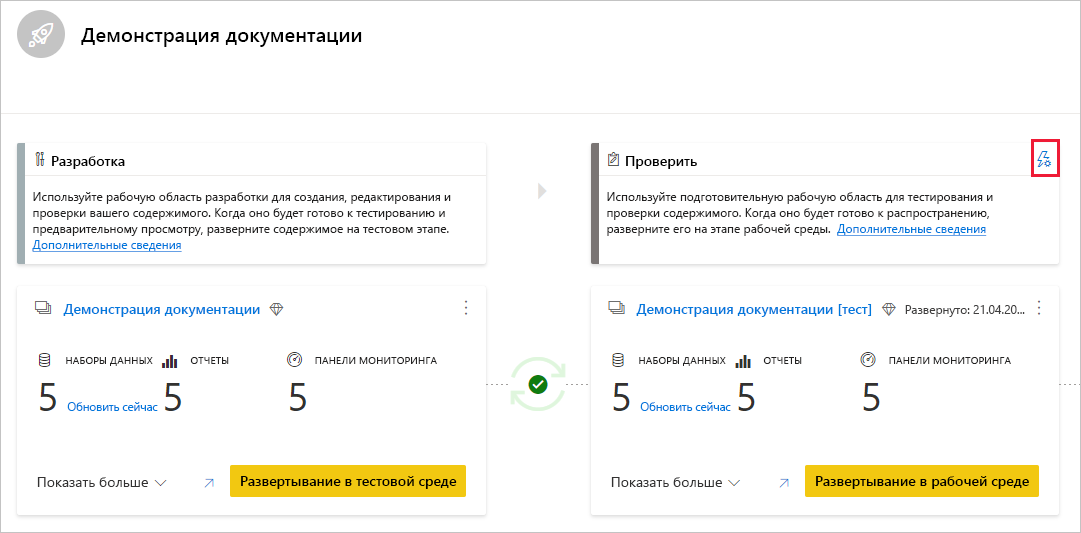 Демонстрация документации
Разработка
Используйте рабочую область разработки для создания, редактирования и
проверки вашего содержимого. Когда оно будет готово к тестированию и
предварительному просмотру, разверните содержимое на тестовом этапе.
Дополнительные сведения
Проверить
Используйте подготовительную рабочую область для тестирования и
проверки содержимого. Когда оно будет готово к распространению,
разверните его на этапе рабочей среды. Дополнительные сведения
Демонстрация документации
НАБОРЫ ДАННЫХ ОТЧЕТЫ ПАНЕЛИ МОНИТОРИНГА
5 Обновить сейчас 5 5
Показать больше Развертывание в тестовой среде
Демонстрация документации [тест] Развернуто: 21.04.20...
НАБОРЫ ДАННЫХ ОТЧЕТЫ ПАНЕЛИ МОНИТОРИНГА
5 Обновить сейчас 5 5
Показать больше Развертывание в рабочей среде